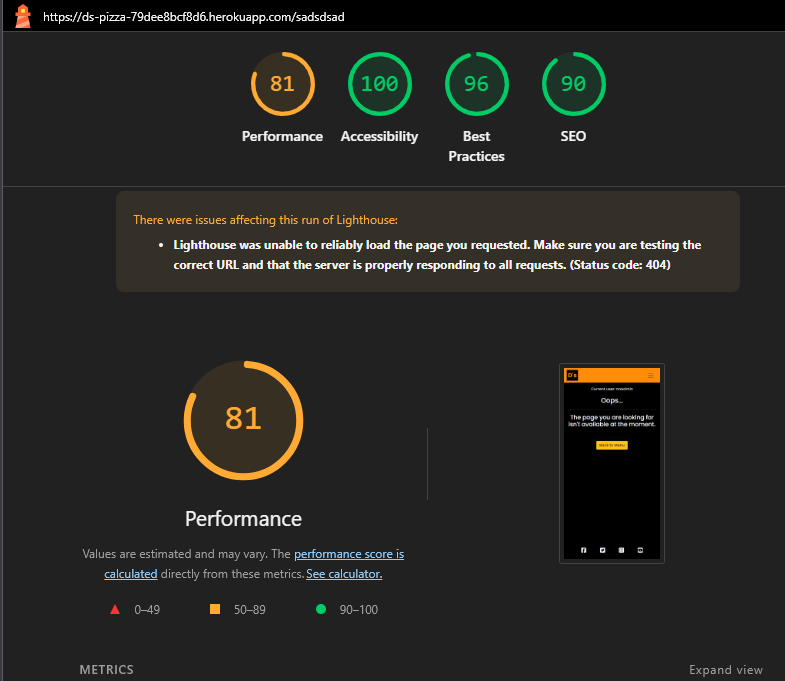 https://ds-pizza-79dee8bcf8d6.herokuapp.com/sadsdsad
81
100
96
90
Performance
Accessibility
Best
Practices
SEO
There were issues affecting this run of Lighthouse:
• Lighthouse was unable to reliably load the page you requested. Make sure you are testing the
correct URL and that the server is properly responding to all requests. (Status code: 404)
81
Performance
Values are estimated and may vary. The performance score is
calculated directly from these metrics. See calculator.
0–49
50–89
90–100
D's
Current user: msadmin
Oops...
The page you are looking for
isn't available at the moment.
Back to Menu
METRICS
Expand view